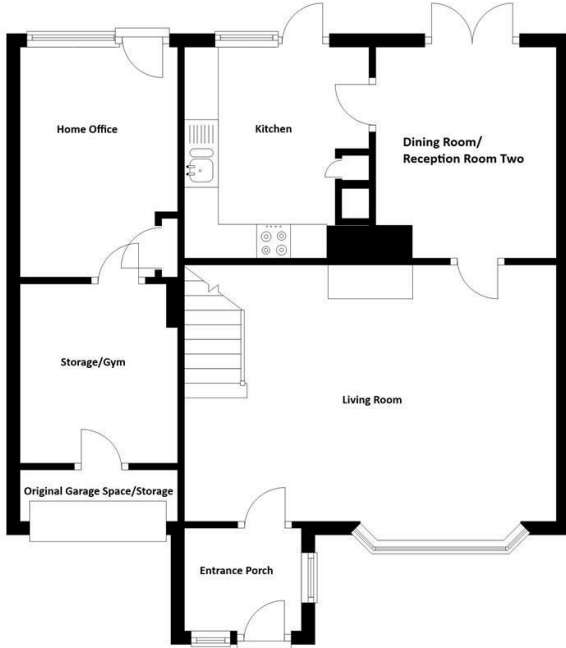 Home Office
Kitchen
Dining Room/
Reception Room Two
Storage/Gym
Living Room
Original Garage Space/Storage
Entrance Porch